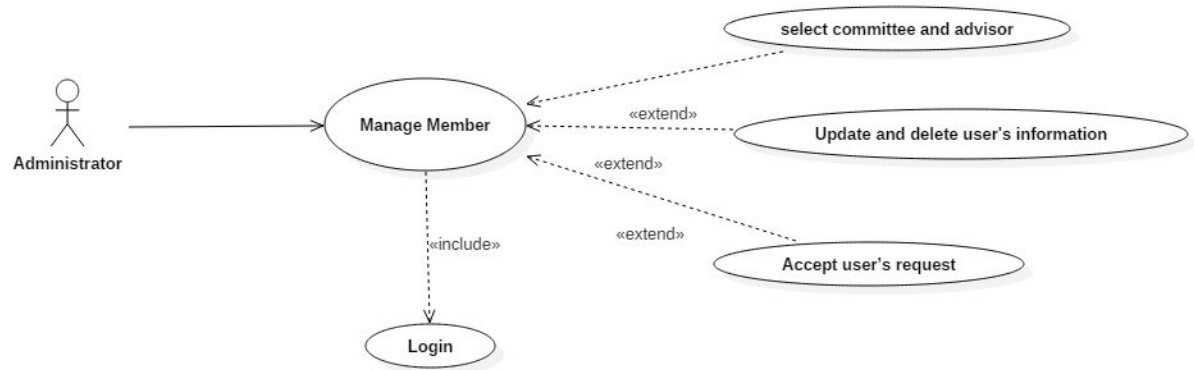 select committee and advisor
Manage Member
«extend»
Update and delete user's information
Administrator
«extend»
«extend»
«include»
Accept user’s request
Login